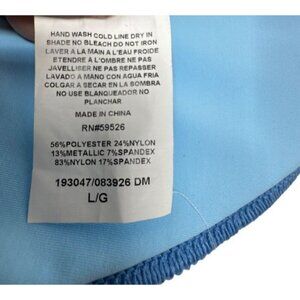 HAND WASH COLD LINE DRY IN
SHADE NO BLEACH DO NOT IRON
LAVER A LA MAIN A L'EAU FROIDE
ETENDRE A L'OMBRE NE PAS
JAVELLISER NE PAS REPASSER
LAVADO A MANO CON AGUA FRIA
COLGAR A SECAR EN LA SOMBRA
NO USE BLANQUEADOR NO
PLANCHAR
MADE IN CHINA
RN#59526
56%POLYESTER 24%NYLON
13%METALLIC 7%SPANDEX
83%NYLON 17%SPANDEX
193047/083926 DM
L/G